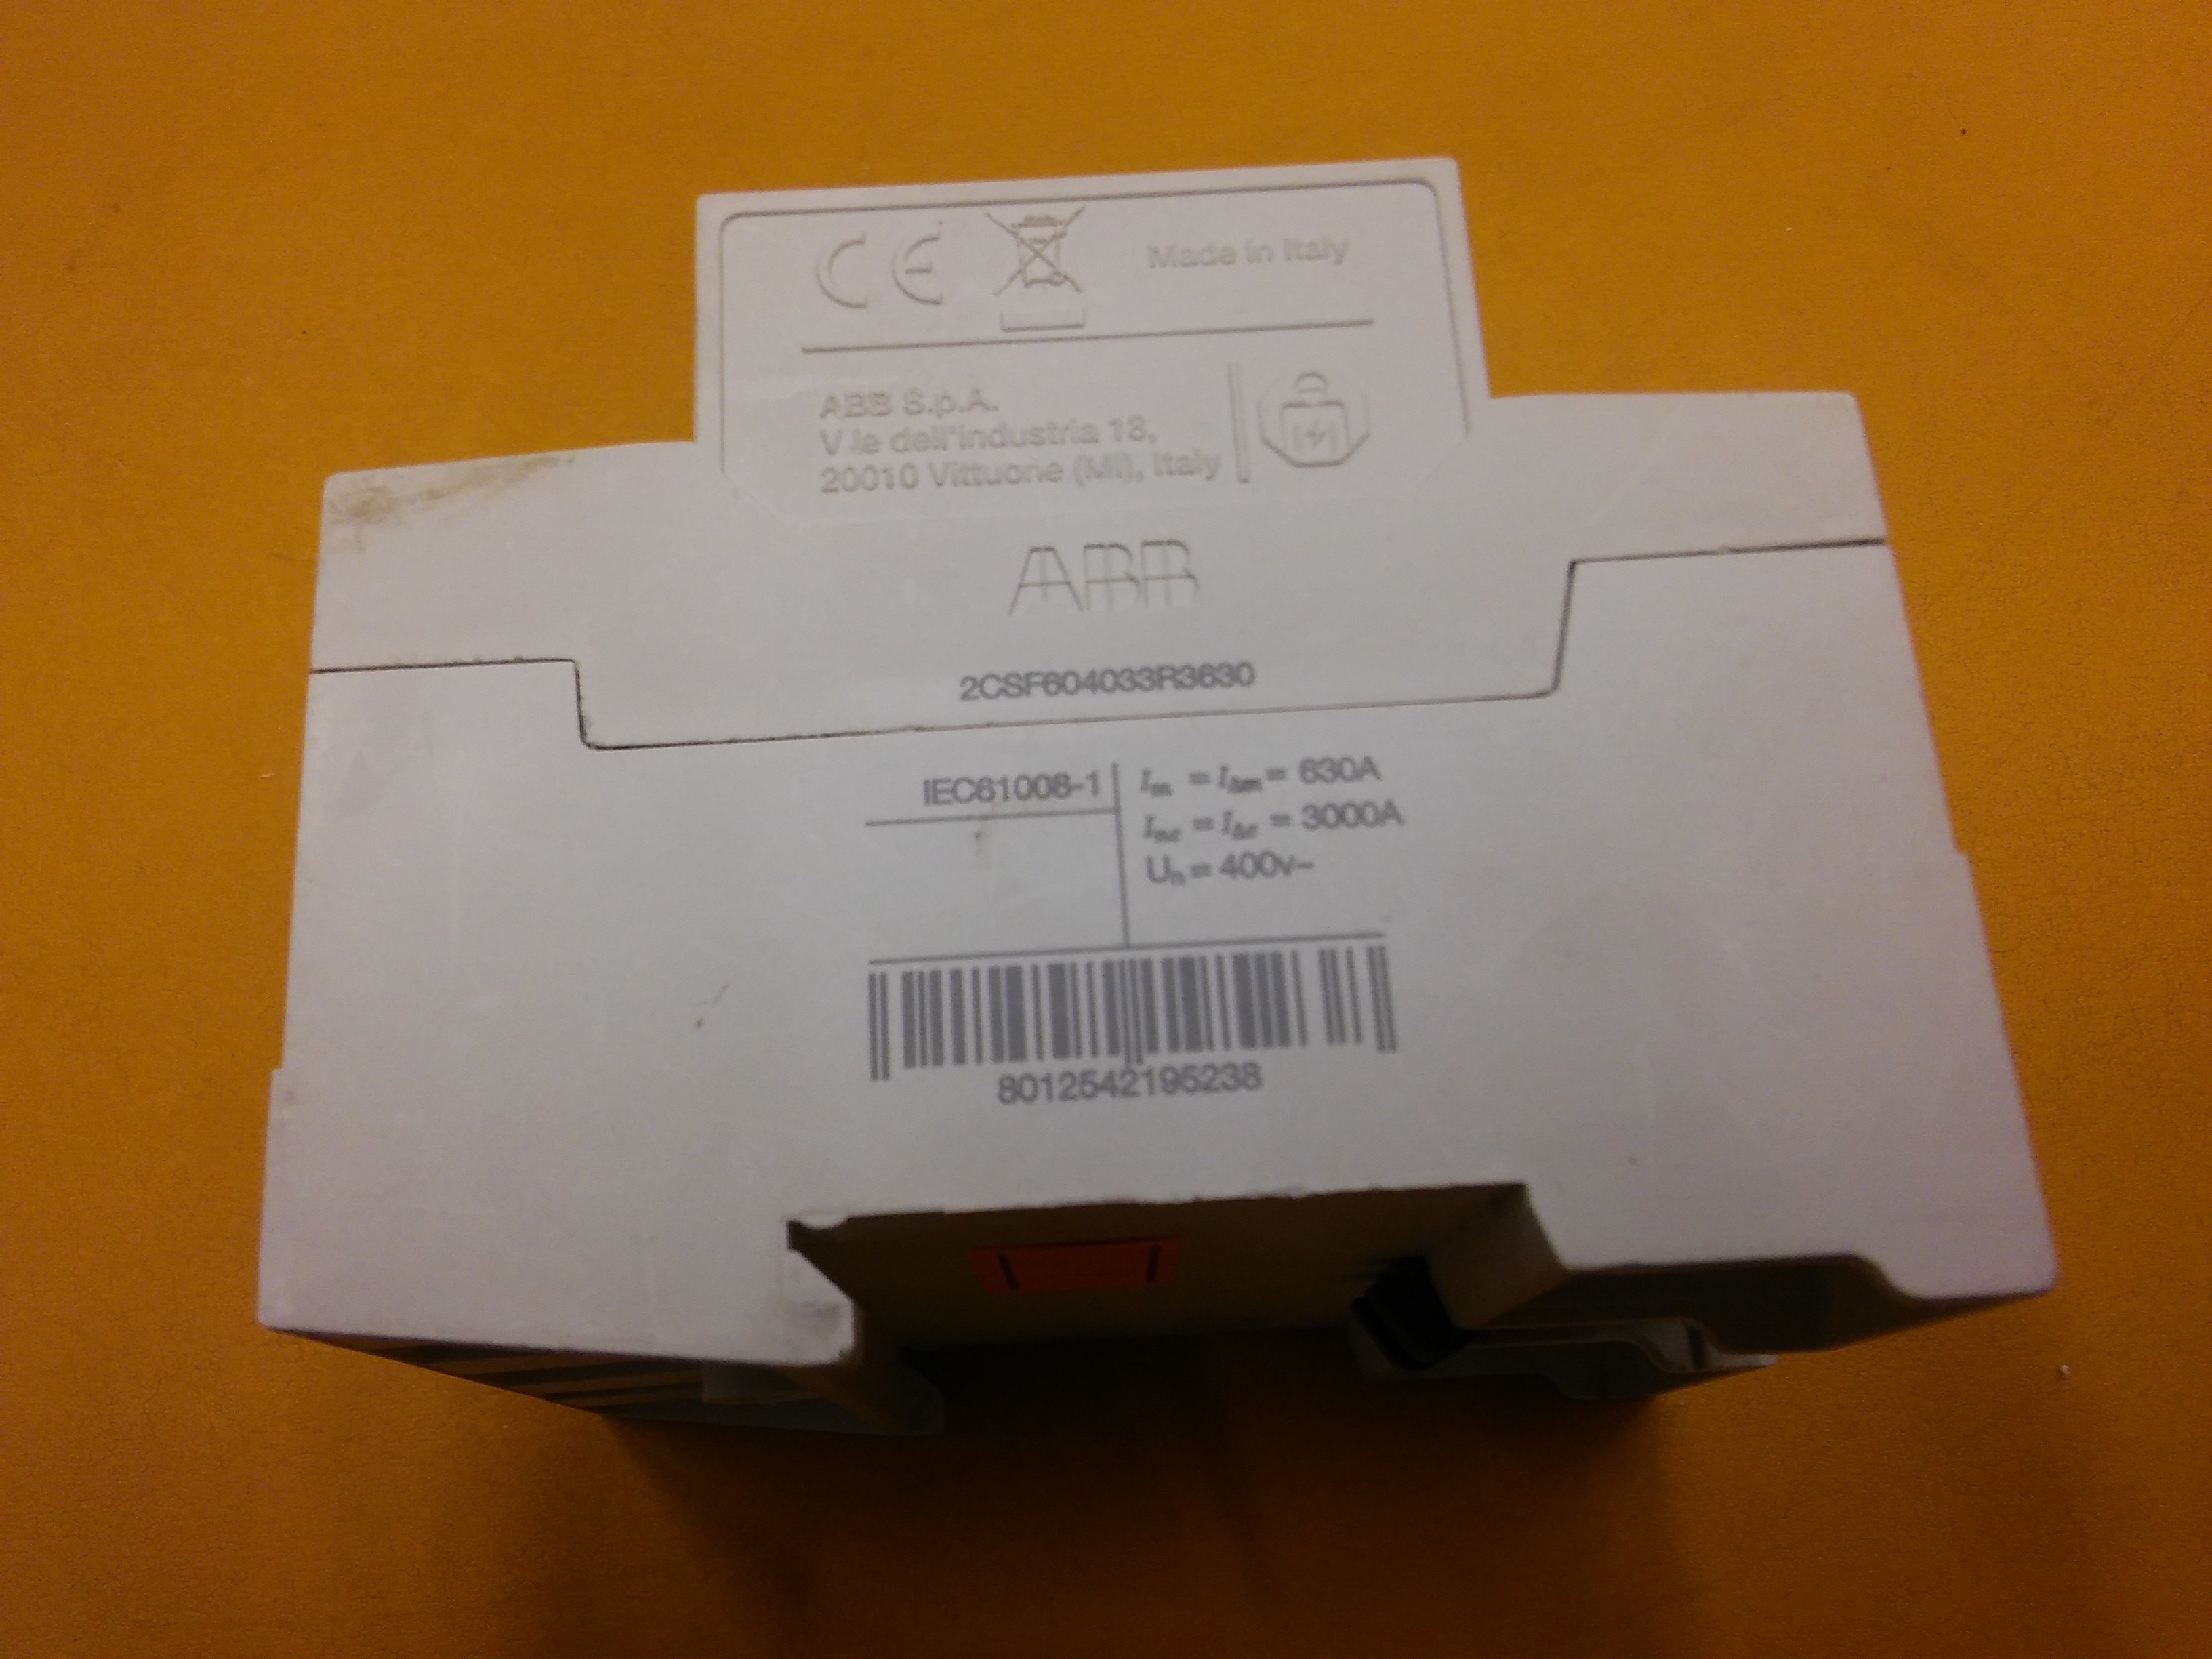 CE
Made in Italy
ABB S.p.A.
V.le dell'industria 18,
20010 Vittuone (MI), Italy
ABB
2CSF604033R3630
IEC61008-1
Im = IΔm = 630A
Inc = IΔc = 3000A
Un = 400v~
8012542195238